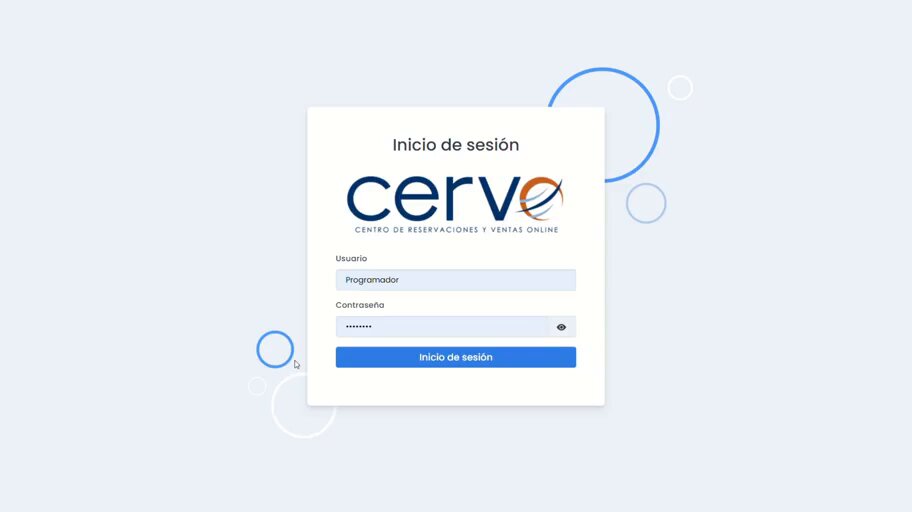 Inicio de sesión
cervo
CENTRO DE RESERVACIONES Y VENTAS ONLINE
Usuario
Programador
Contraseña
••••••••
Inicio de sesión